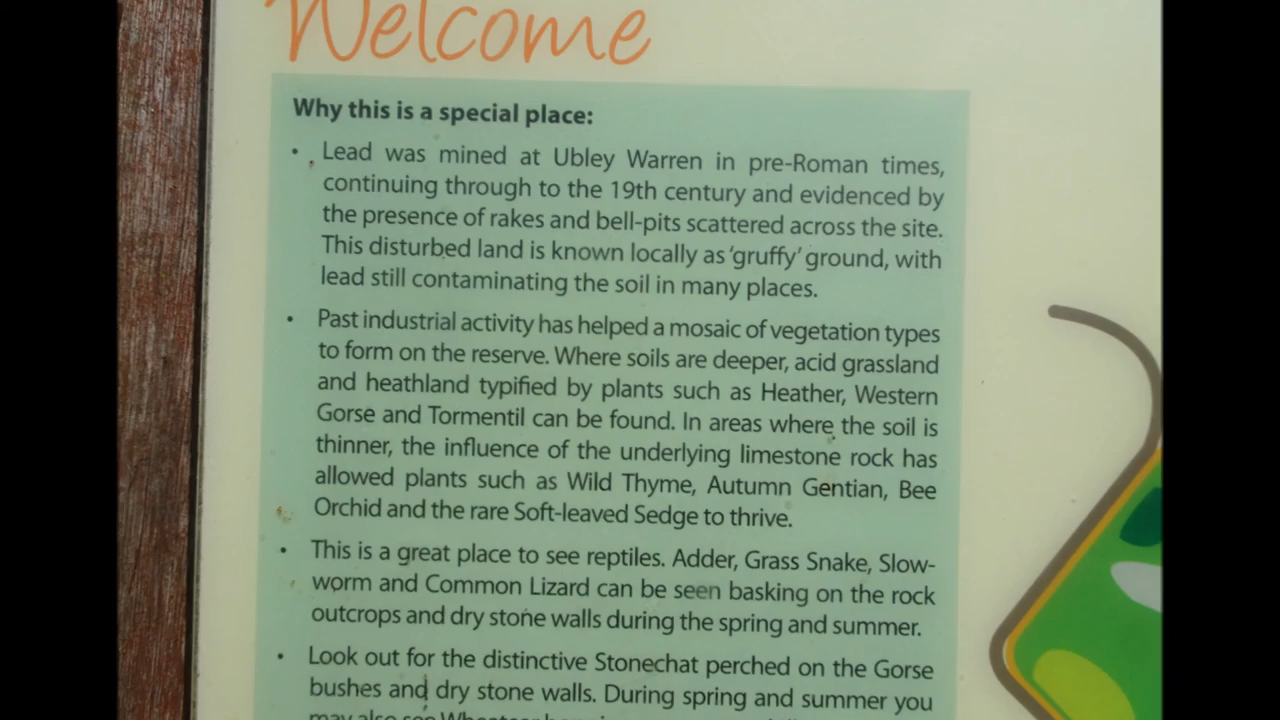 Welcome
Why this is a special place:
• Lead was mined at Ubley Warren in pre-Roman times,
continuing through to the 19th century and evidenced by
the presence of rakes and bell-pits scattered across the site.
This disturbed land is known locally as 'gruffy' ground, with
lead still contaminating the soil in many places.
• Past industrial activity has helped a mosaic of vegetation types
to form on the reserve. Where soils are deeper, acid grassland
and heathland typified by plants such as Heather, Western
Gorse and Tormentil can be found. In areas where the soil is
thinner, the influence of the underlying limestone rock has
allowed plants such as Wild Thyme, Autumn Gentian, Bee
Orchid and the rare Soft-leaved Sedge to thrive.
• This is a great place to see reptiles. Adder, Grass Snake, Slow-
worm and Common Lizard can be seen basking on the rock
outcrops and dry stone walls during the spring and summer.
• Look out for the distinctive Stonechat perched on the Gorse
bushes and dry stone walls. During spring and summer you
may also see Wheatear